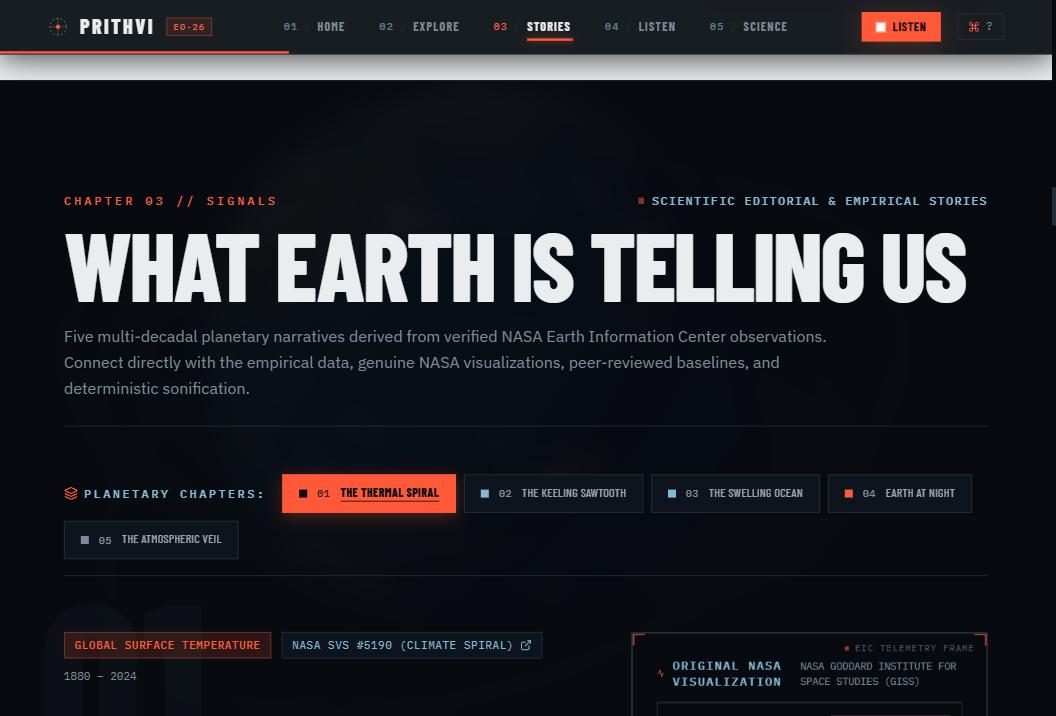 PRITHVI EO-26 01 / HOME 02 / EXPLORE 03 / STORIES 04 / LISTEN 05 / SCIENCE LISTEN ⌘ ?
CHAPTER 03 // SIGNALS
SCIENTIFIC EDITORIAL & EMPIRICAL STORIES
WHAT EARTH IS TELLING US
Five multi-decadal planetary narratives derived from verified NASA Earth Information Center observations.
Connect directly with the empirical data, genuine NASA visualizations, peer-reviewed baselines, and
deterministic sonification.
PLANETARY CHAPTERS: 01 THE THERMAL SPIRAL 02 THE KEELING SAWTOOTH 03 THE SWELLING OCEAN 04 EARTH AT NIGHT
05 THE ATMOSPHERIC VEIL
01
GLOBAL SURFACE TEMPERATURE NASA SVS #5190 (CLIMATE SPIRAL)
1880 – 2024
EIC TELEMETRY FRAME
ORIGINAL NASA
VISUALIZATION
NASA GODDARD INSTITUTE FOR
SPACE STUDIES (GISS)